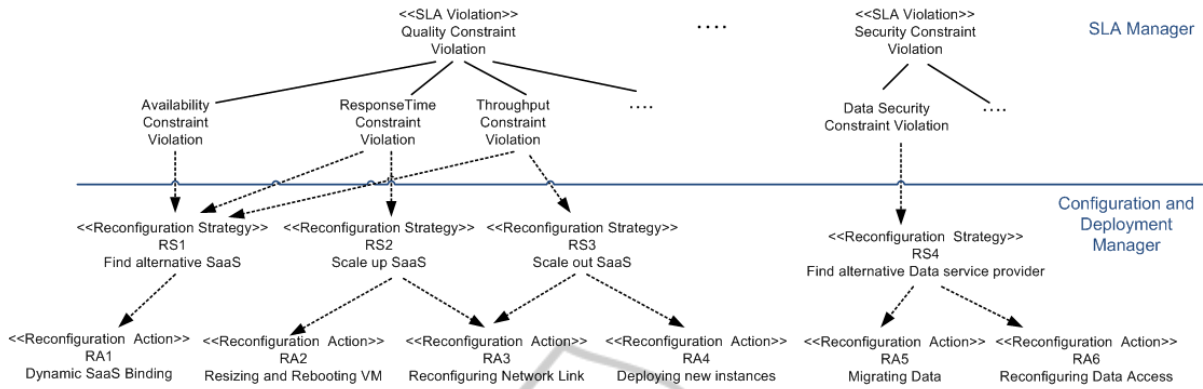 <<SLA Violation>>
Quality Constraint
Violation
....
<<SLA Violation>>
Security Constraint
Violation
SLA Manager
Availability
Constraint
Violation
ResponseTime
Constraint
Violation
Throughput
Constraint
Violation
....
Data Security
Constraint Violation
....
Configuration and
Deployment
Manager
<<Reconfiguration Strategy>>
RS1
Find alternative SaaS
<<Reconfiguration Strategy>>
RS2
Scale up SaaS
<<Reconfiguration Strategy>>
RS3
Scale out SaaS
<<Reconfiguration Strategy>>
RS4
Find alternative Data service provider
<<Reconfiguration Action>>
RA1
Dynamic SaaS Binding
<<Reconfiguration Action>>
RA2
Resizing and Rebooting VM
<<Reconfiguration Action>>
RA3
Reconfiguring Network Link
<<Reconfiguration Action>>
RA4
Deploying new instances
<<Reconfiguration Action>>
RA5
Migrating Data
<<Reconfiguration Action>>
RA6
Reconfiguring Data Access